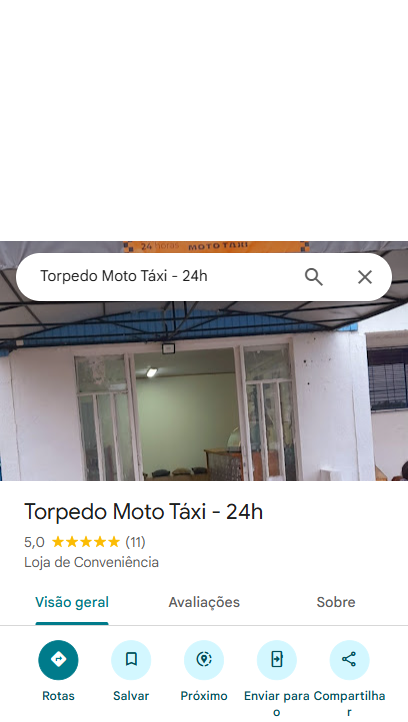 24 horas MOTO TÁXI
Torpedo Moto Táxi - 24h
Torpedo Moto Táxi - 24h
5,0 (11)
Loja de Conveniência
Visão geral Avaliações Sobre
Rotas Salvar Próximo Enviar para o Compartilhar